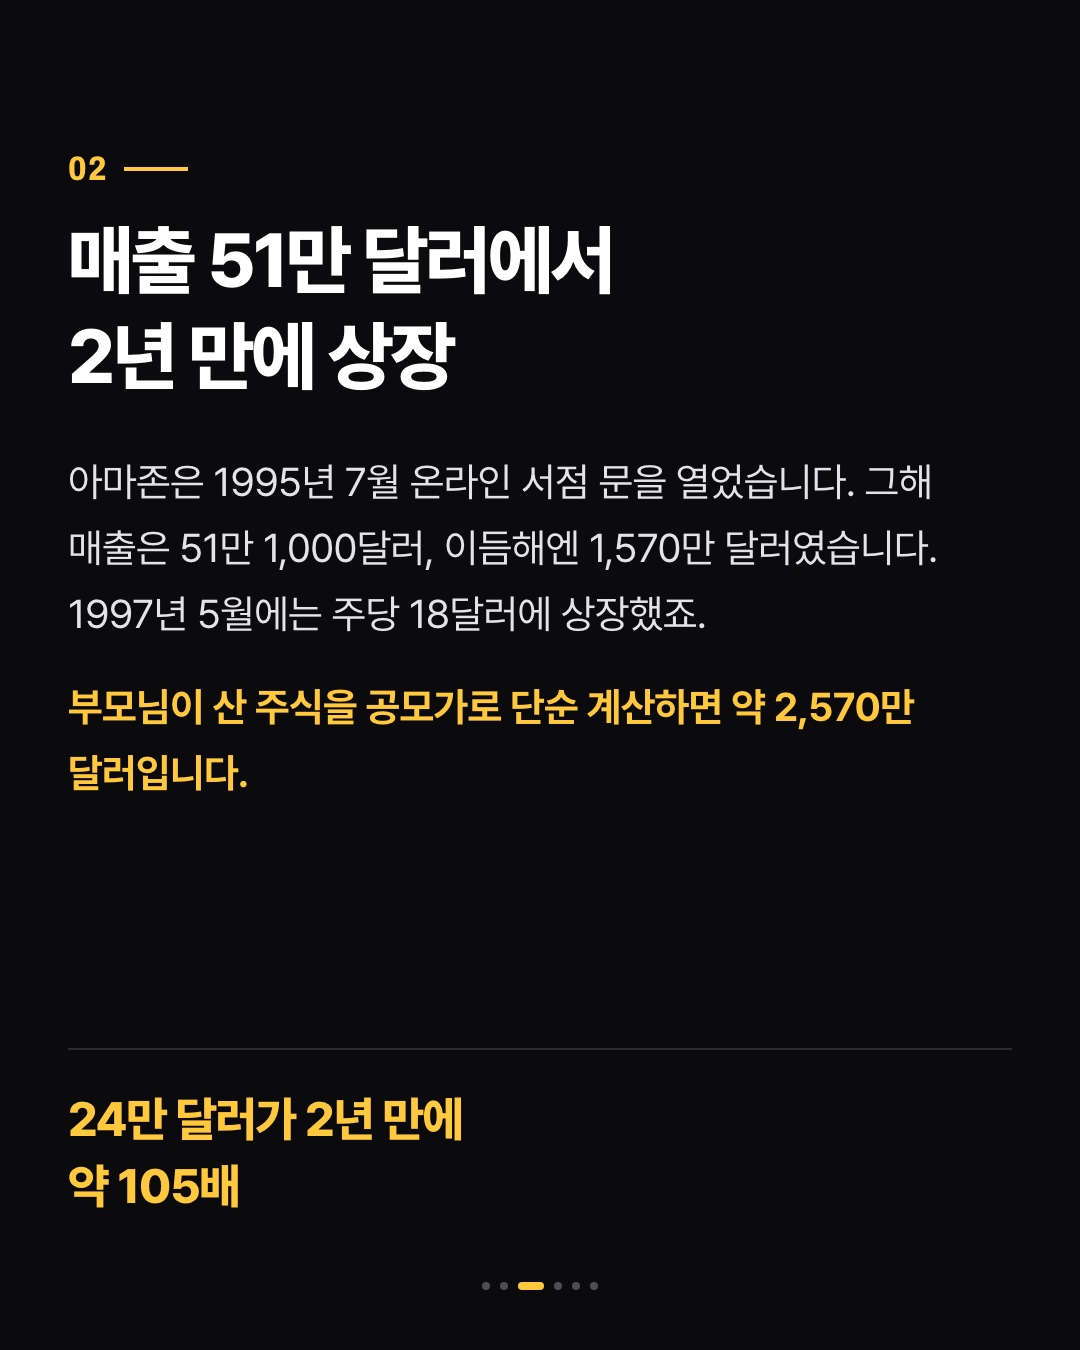 02
매출 51만 달러에서
2년 만에 상장
아마존은 1995년 7월 온라인 서점 문을 열었습니다. 그해
매출은 51만 1,000달러, 이듬해엔 1,570만 달러였습니다.
1997년 5월에는 주당 18달러에 상장했죠.
부모님이 산 주식을 공모가로 단순 계산하면 약 2,570만
달러입니다.
24만 달러가 2년 만에
약 105배